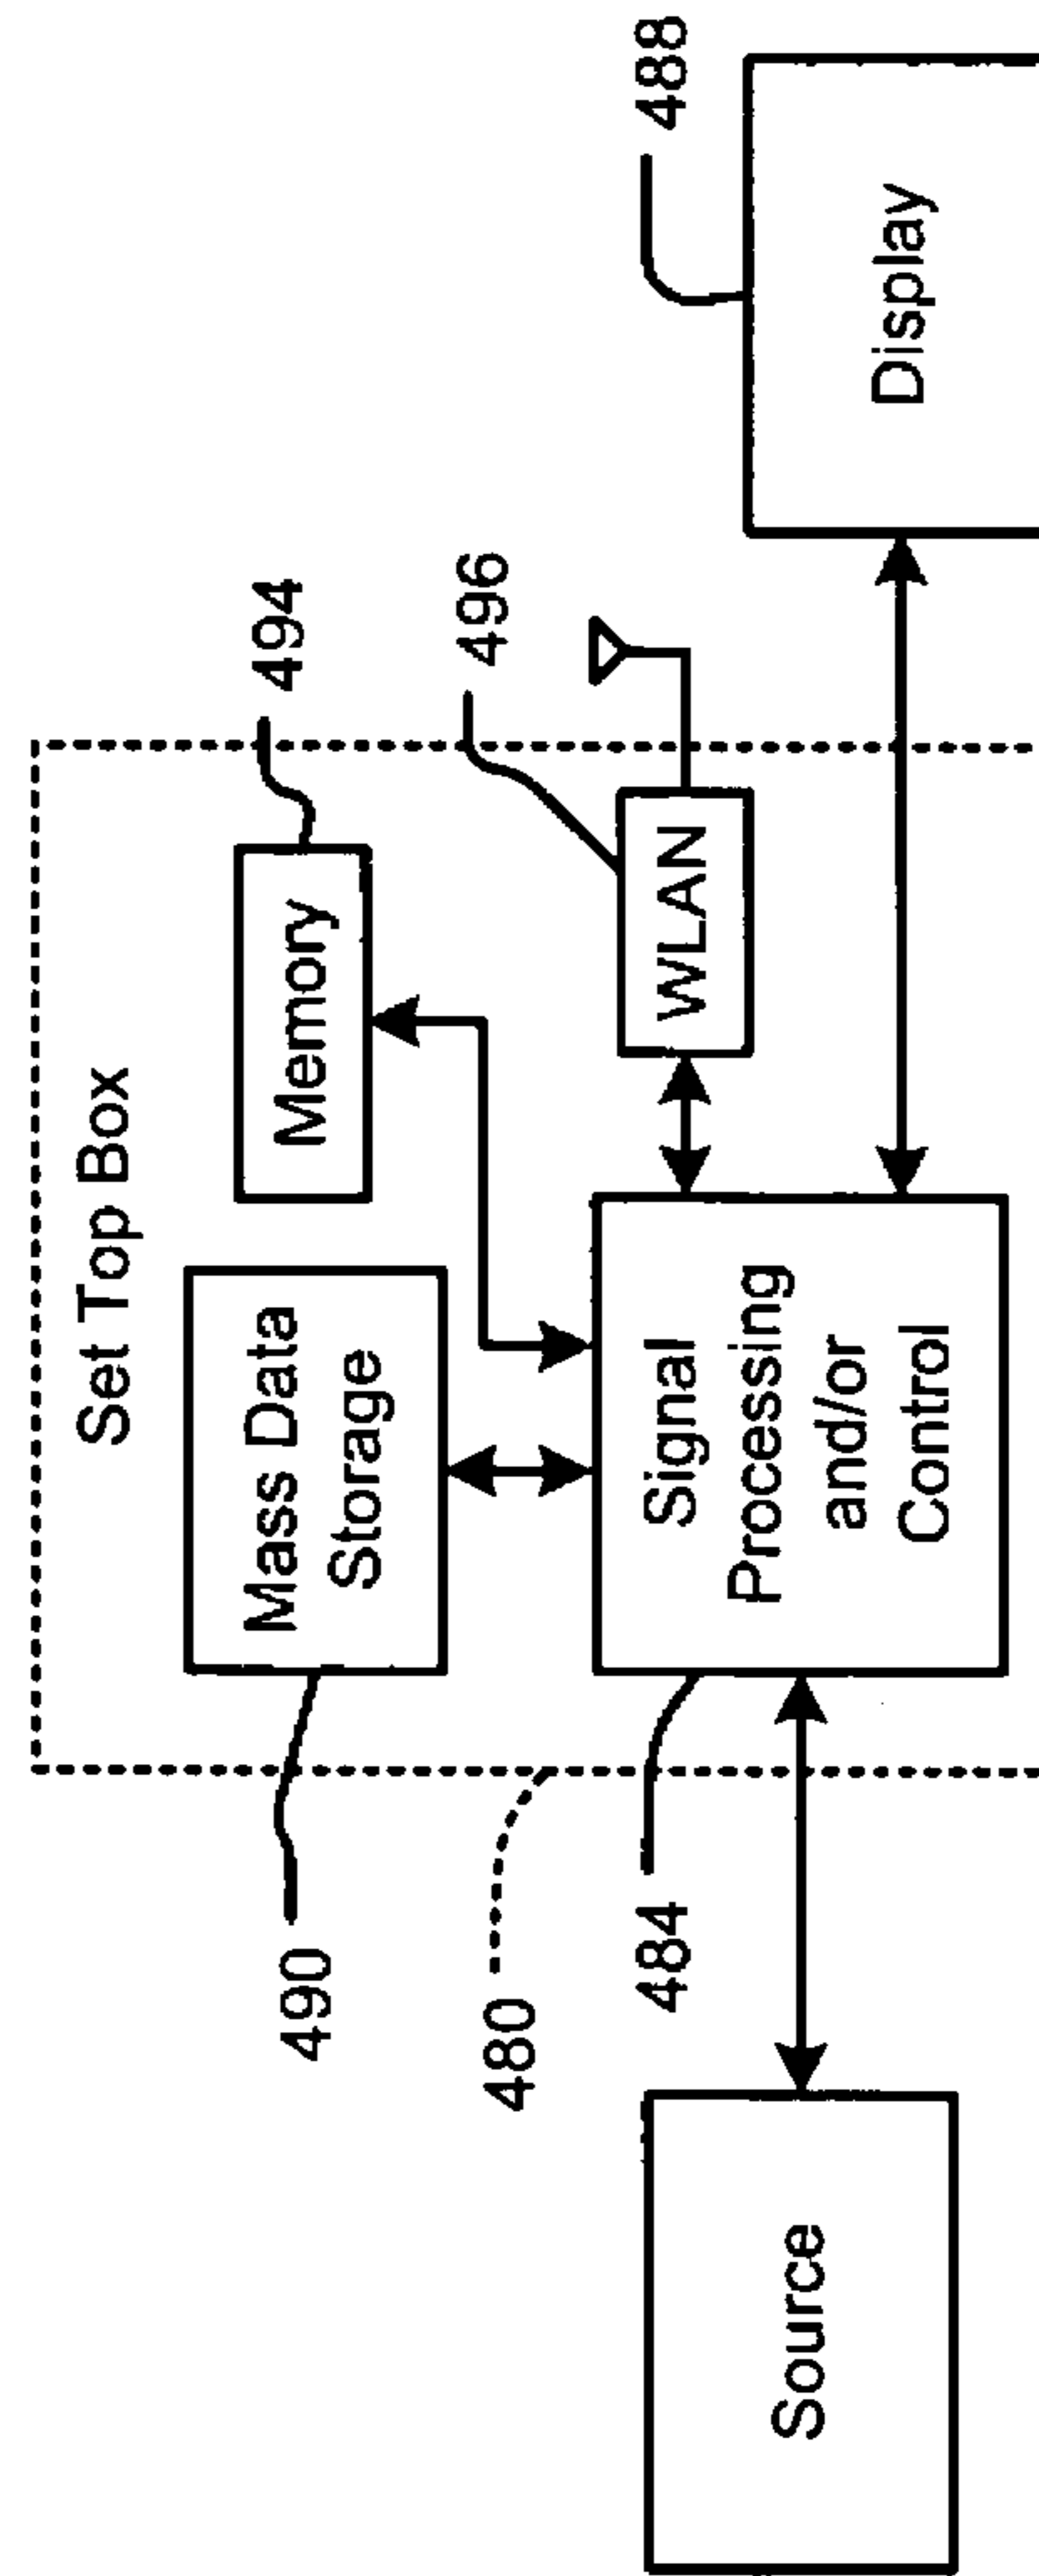 Set Top Box
490
Mass Data
Storage
Memory
494
480
496
WLAN
484
Signal
Processing
and/or
Control
488
Source
Display